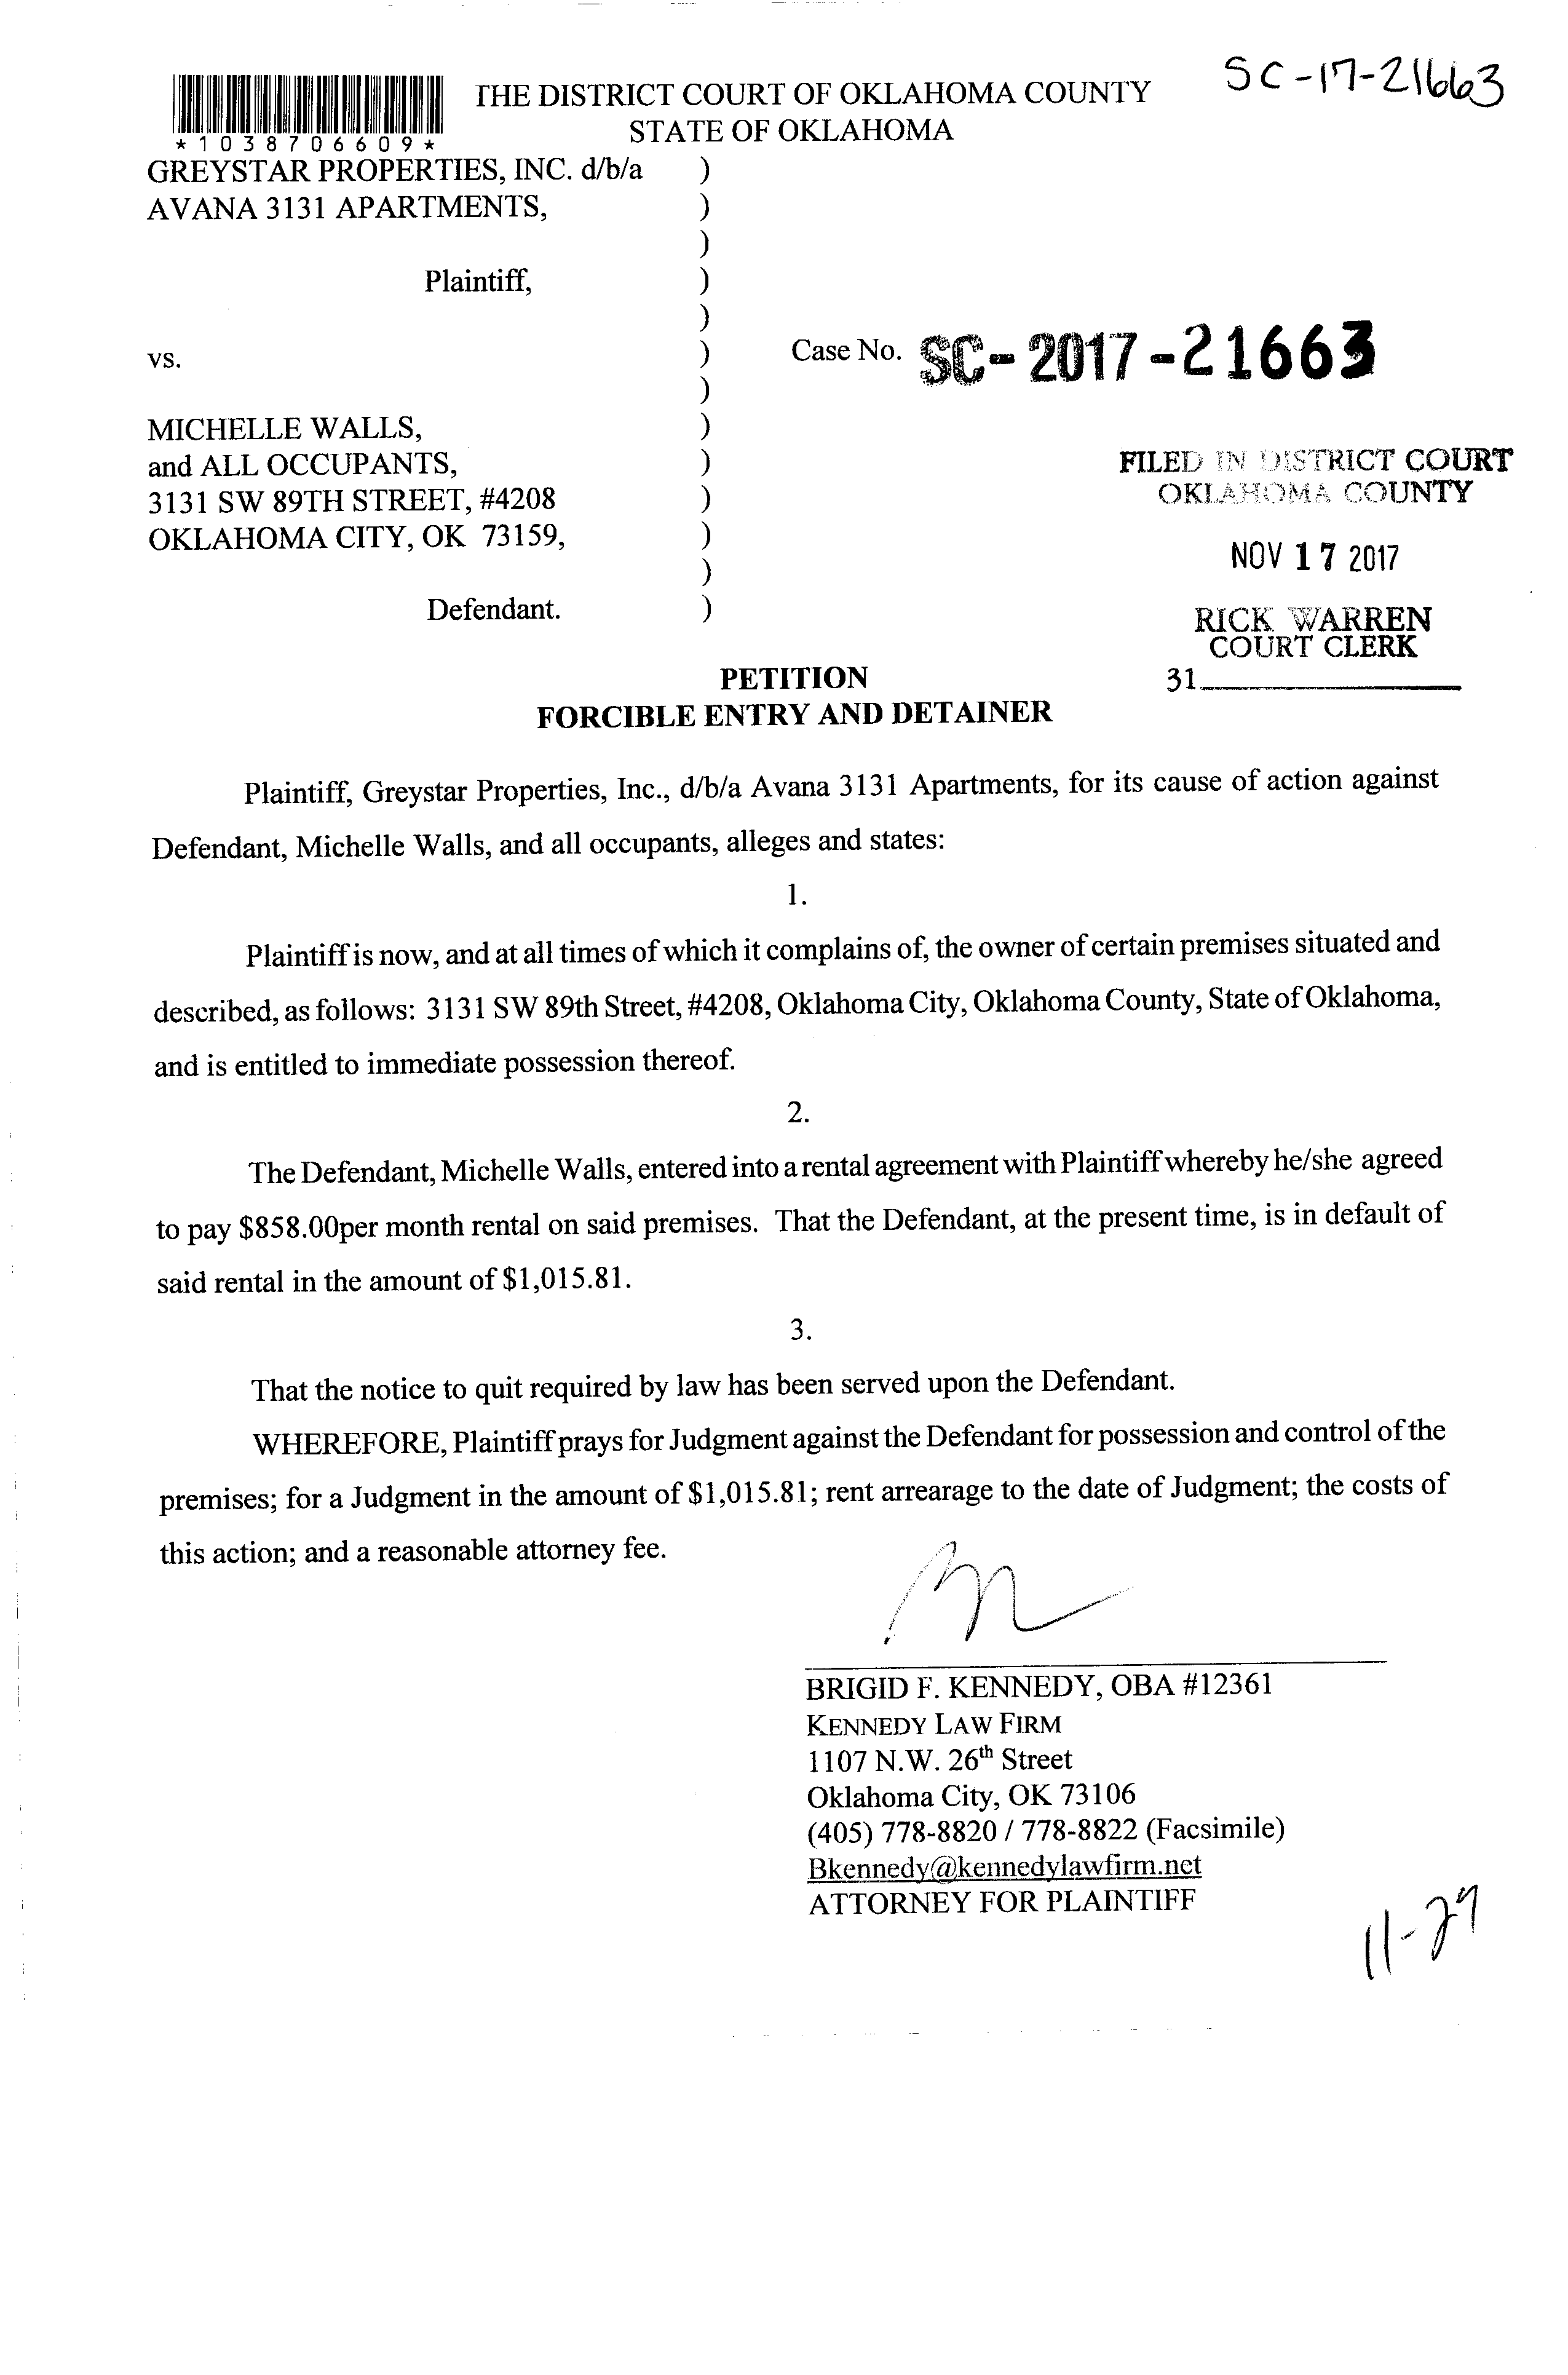 SC-17-21663
THE DISTRICT COURT OF OKLAHOMA COUNTY
STATE OF OKLAHOMA
*1038706609*
GREYSTAR PROPERTIES, INC. d/b/a )
AVANA 3131 APARTMENTS, )
)
Plaintiff, )
)
vs. ) Case No. SC-2017-21663
)
MICHELLE WALLS, )
and ALL OCCUPANTS, )
3131 SW 89TH STREET, #4208 )
OKLAHOMA CITY, OK 73159, )
)
Defendant. )
FILED IN DISTRICT COURT
OKLAHOMA COUNTY
NOV 17 2017
RICK WARREN
COURT CLERK
31
PETITION
FORCIBLE ENTRY AND DETAINER
Plaintiff, Greystar Properties, Inc., d/b/a Avana 3131 Apartments, for its cause of action against
Defendant, Michelle Walls, and all occupants, alleges and states:
1.
Plaintiff is now, and at all times of which it complains of, the owner of certain premises situated and
described, as follows: 3131 SW 89th Street, #4208, Oklahoma City, Oklahoma County, State of Oklahoma,
and is entitled to immediate possession thereof.
2.
The Defendant, Michelle Walls, entered into a rental agreement with Plaintiff whereby he/she agreed
to pay $858.00per month rental on said premises. That the Defendant, at the present time, is in default of
said rental in the amount of $1,015.81.
3.
That the notice to quit required by law has been served upon the Defendant.
WHEREFORE, Plaintiff prays for Judgment against the Defendant for possession and control of the
premises; for a Judgment in the amount of $1,015.81; rent arrearage to the date of Judgment; the costs of
this action; and a reasonable attorney fee.
BRIGID F. KENNEDY, OBA #12361
KENNEDY LAW FIRM
1107 N.W. 26th Street
Oklahoma City, OK 73106
(405) 778-8820 / 778-8822 (Facsimile)
Bkennedy@kennedylawfirm.net
ATTORNEY FOR PLAINTIFF
11-29